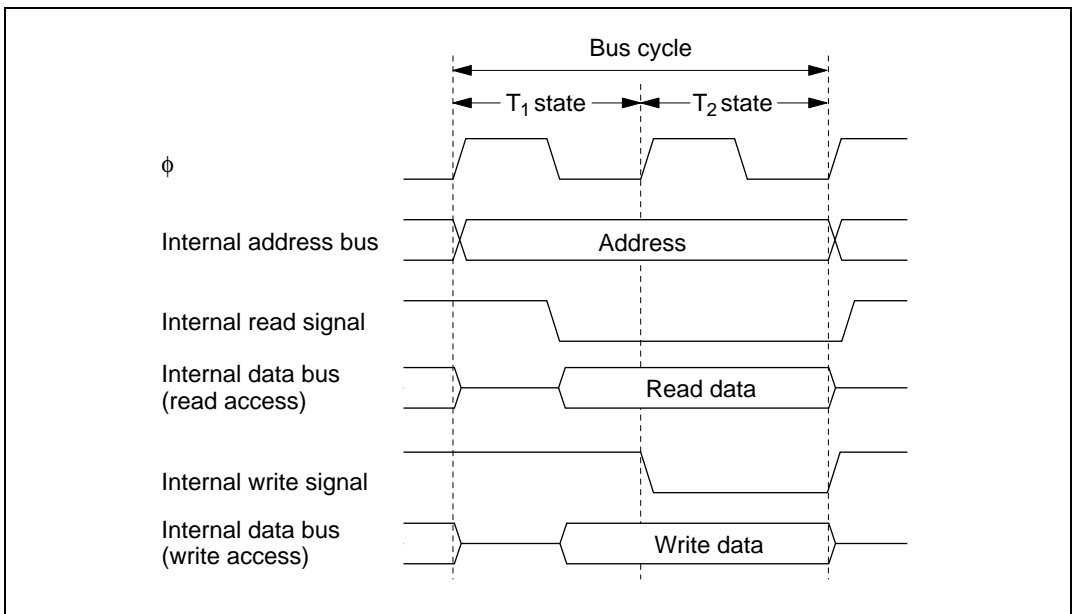 Bus cycle
T₁ state T₂ state
ϕ
Internal address bus Address
Internal read signal
Internal data bus
(read access) Read data
Internal write signal
Internal data bus
(write access) Write data